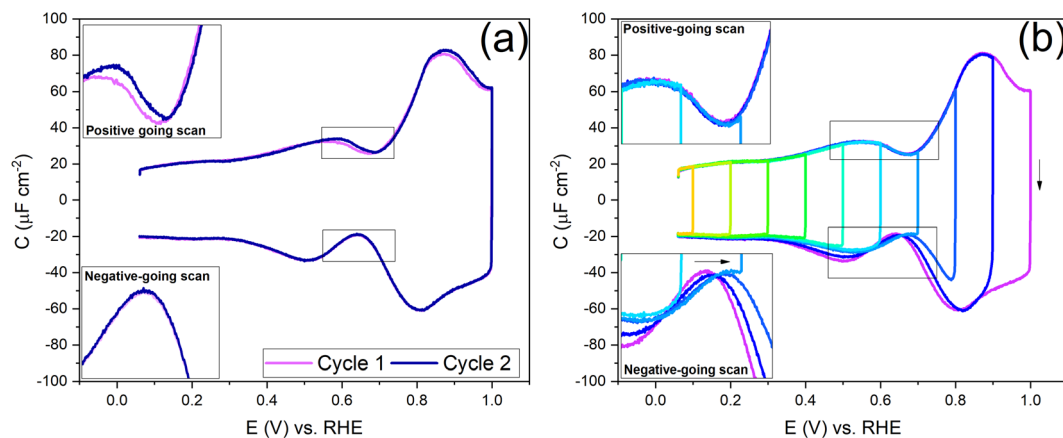 (a)
100
80
60
40
20
0
-20
-40
-60
-80
-100
C (μF cm⁻²)
Positive going scan
Negative-going scan
Cycle 1
Cycle 2
0.0 0.2 0.4 0.6 0.8 1.0
E (V) vs. RHE
(b)
100
80
60
40
20
0
-20
-40
-60
-80
-100
C (μF cm⁻²)
Positive-going scan
Negative-going scan
0.0 0.2 0.4 0.6 0.8 1.0
E (V) vs. RHE